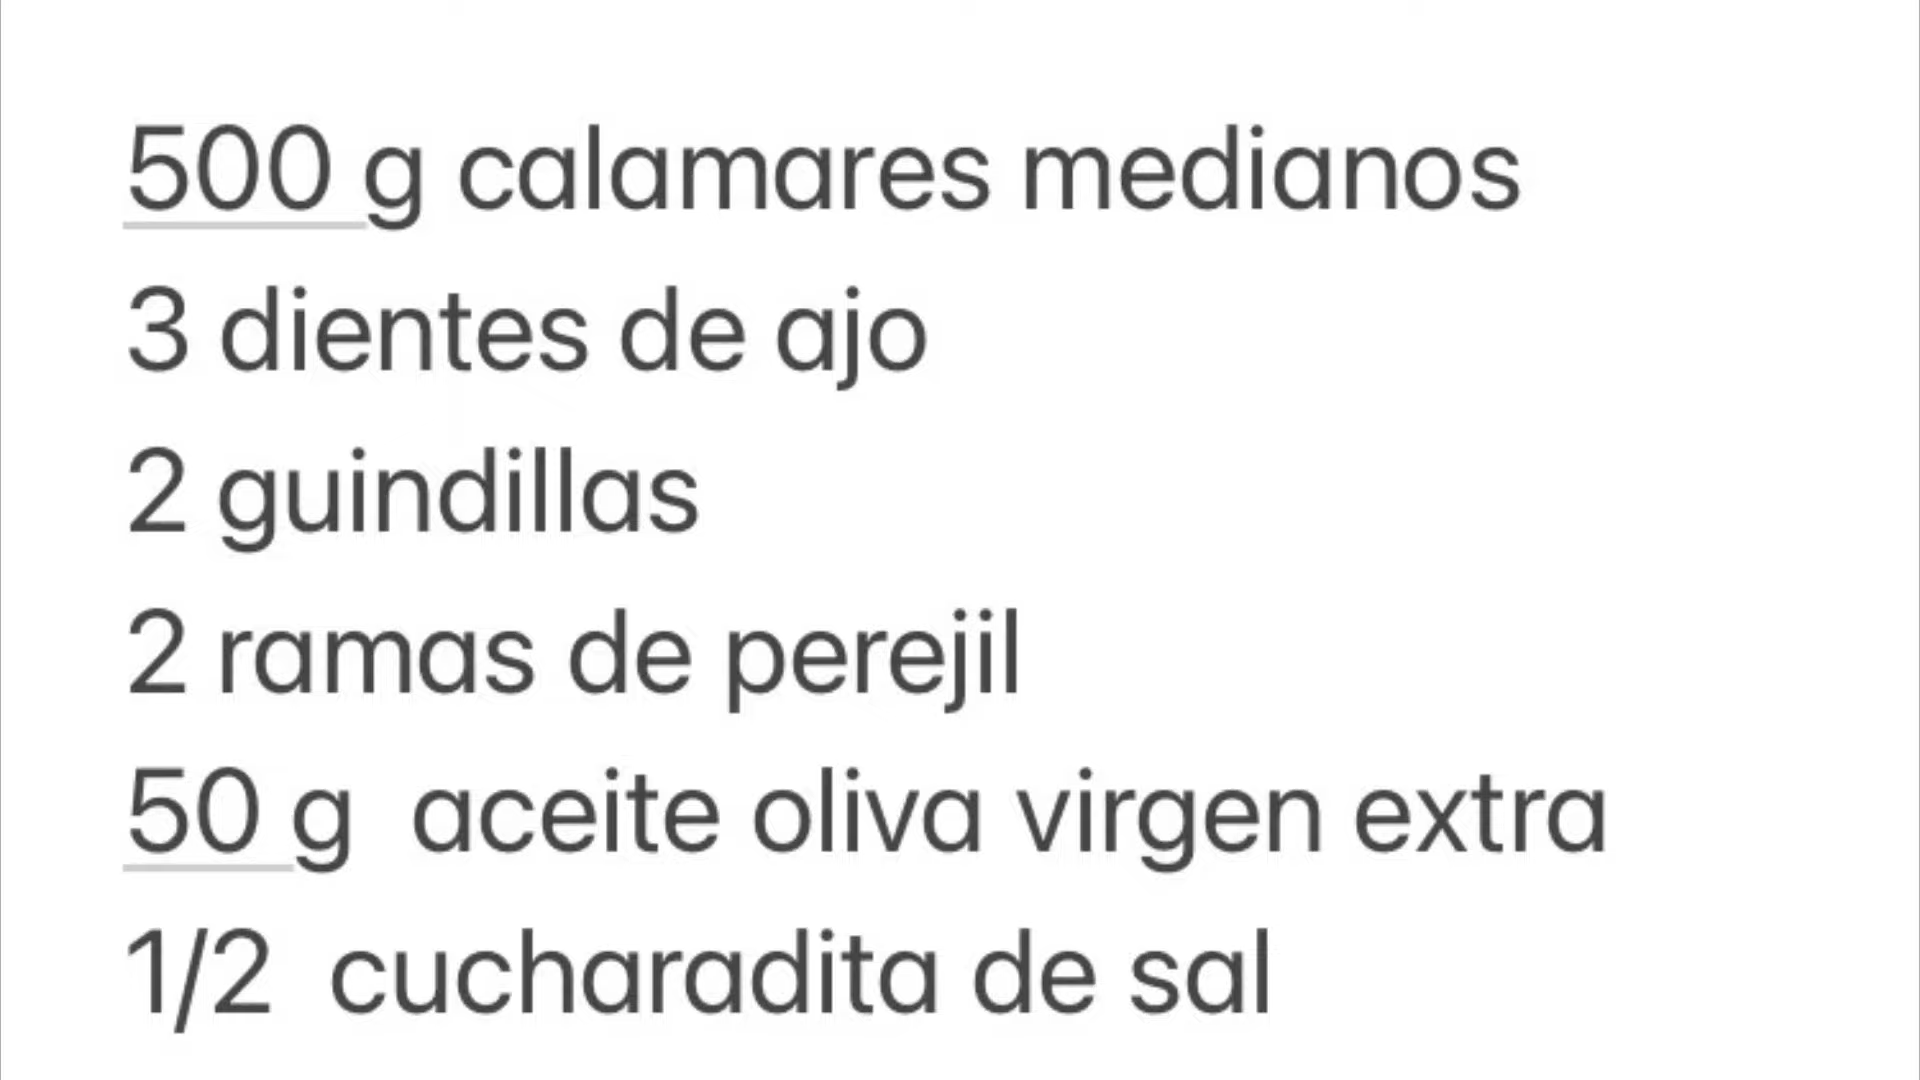 500 g calamares medianos
3 dientes de ajo
2 guindillas
2 ramas de perejil
50 g  aceite oliva virgen extra
1/2  cucharadita de sal